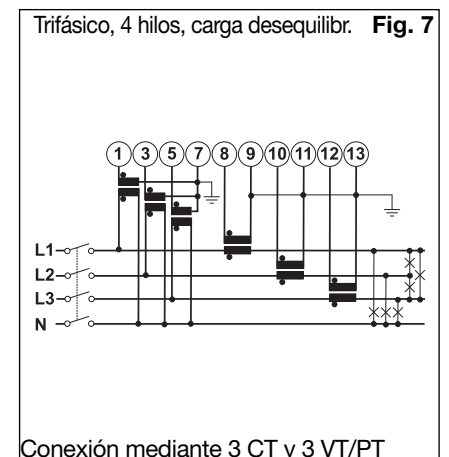 Trifásico, 4 hilos, carga desequilibr. Fig. 7
1 3 5 7 8 9 10 11 12 13
L1
L2
L3
N
Conexión mediante 3 CT y 3 VT/PT